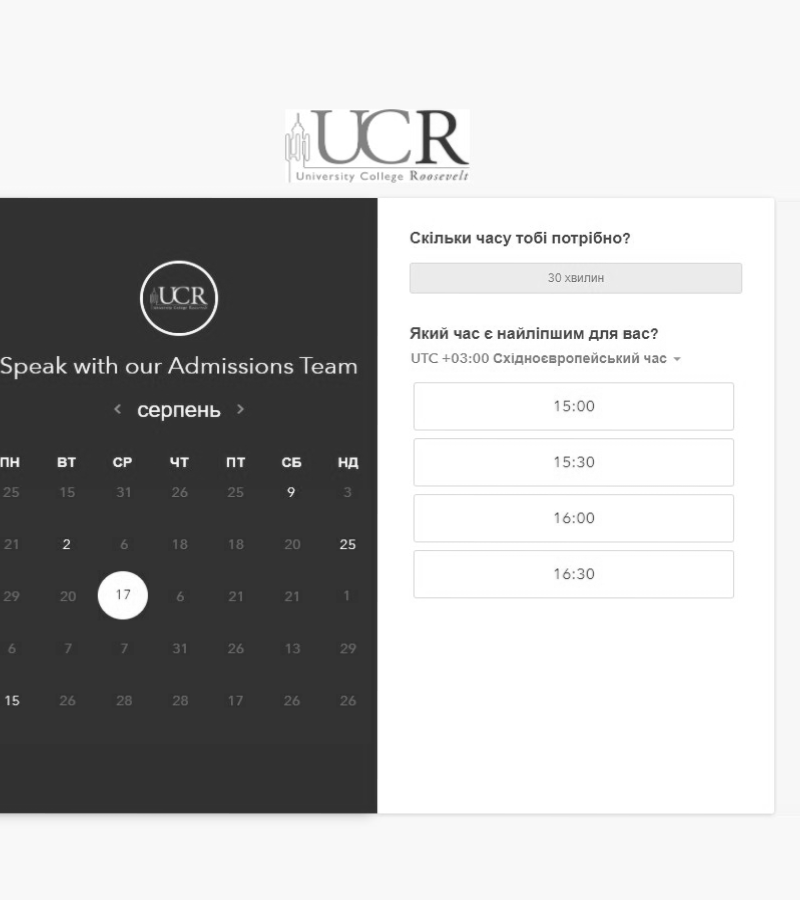 UCR
University College Roosevelt
UCR
Speak with our Admissions Team
серпень
ПН ВТ СР ЧТ ПТ СБ НД
25 15 31 26 25 9 3
21 2 6 18 18 20 25
29 20 17 6 21 21 1
6 7 7 31 26 13 29
15 26 28 28 17 26 26
Скільки часу тобі потрібно?
30 хвилин
Який час є найліпшим для вас?
UTC +03:00 Східноєвропейський час
15:00
15:30
16:00
16:30